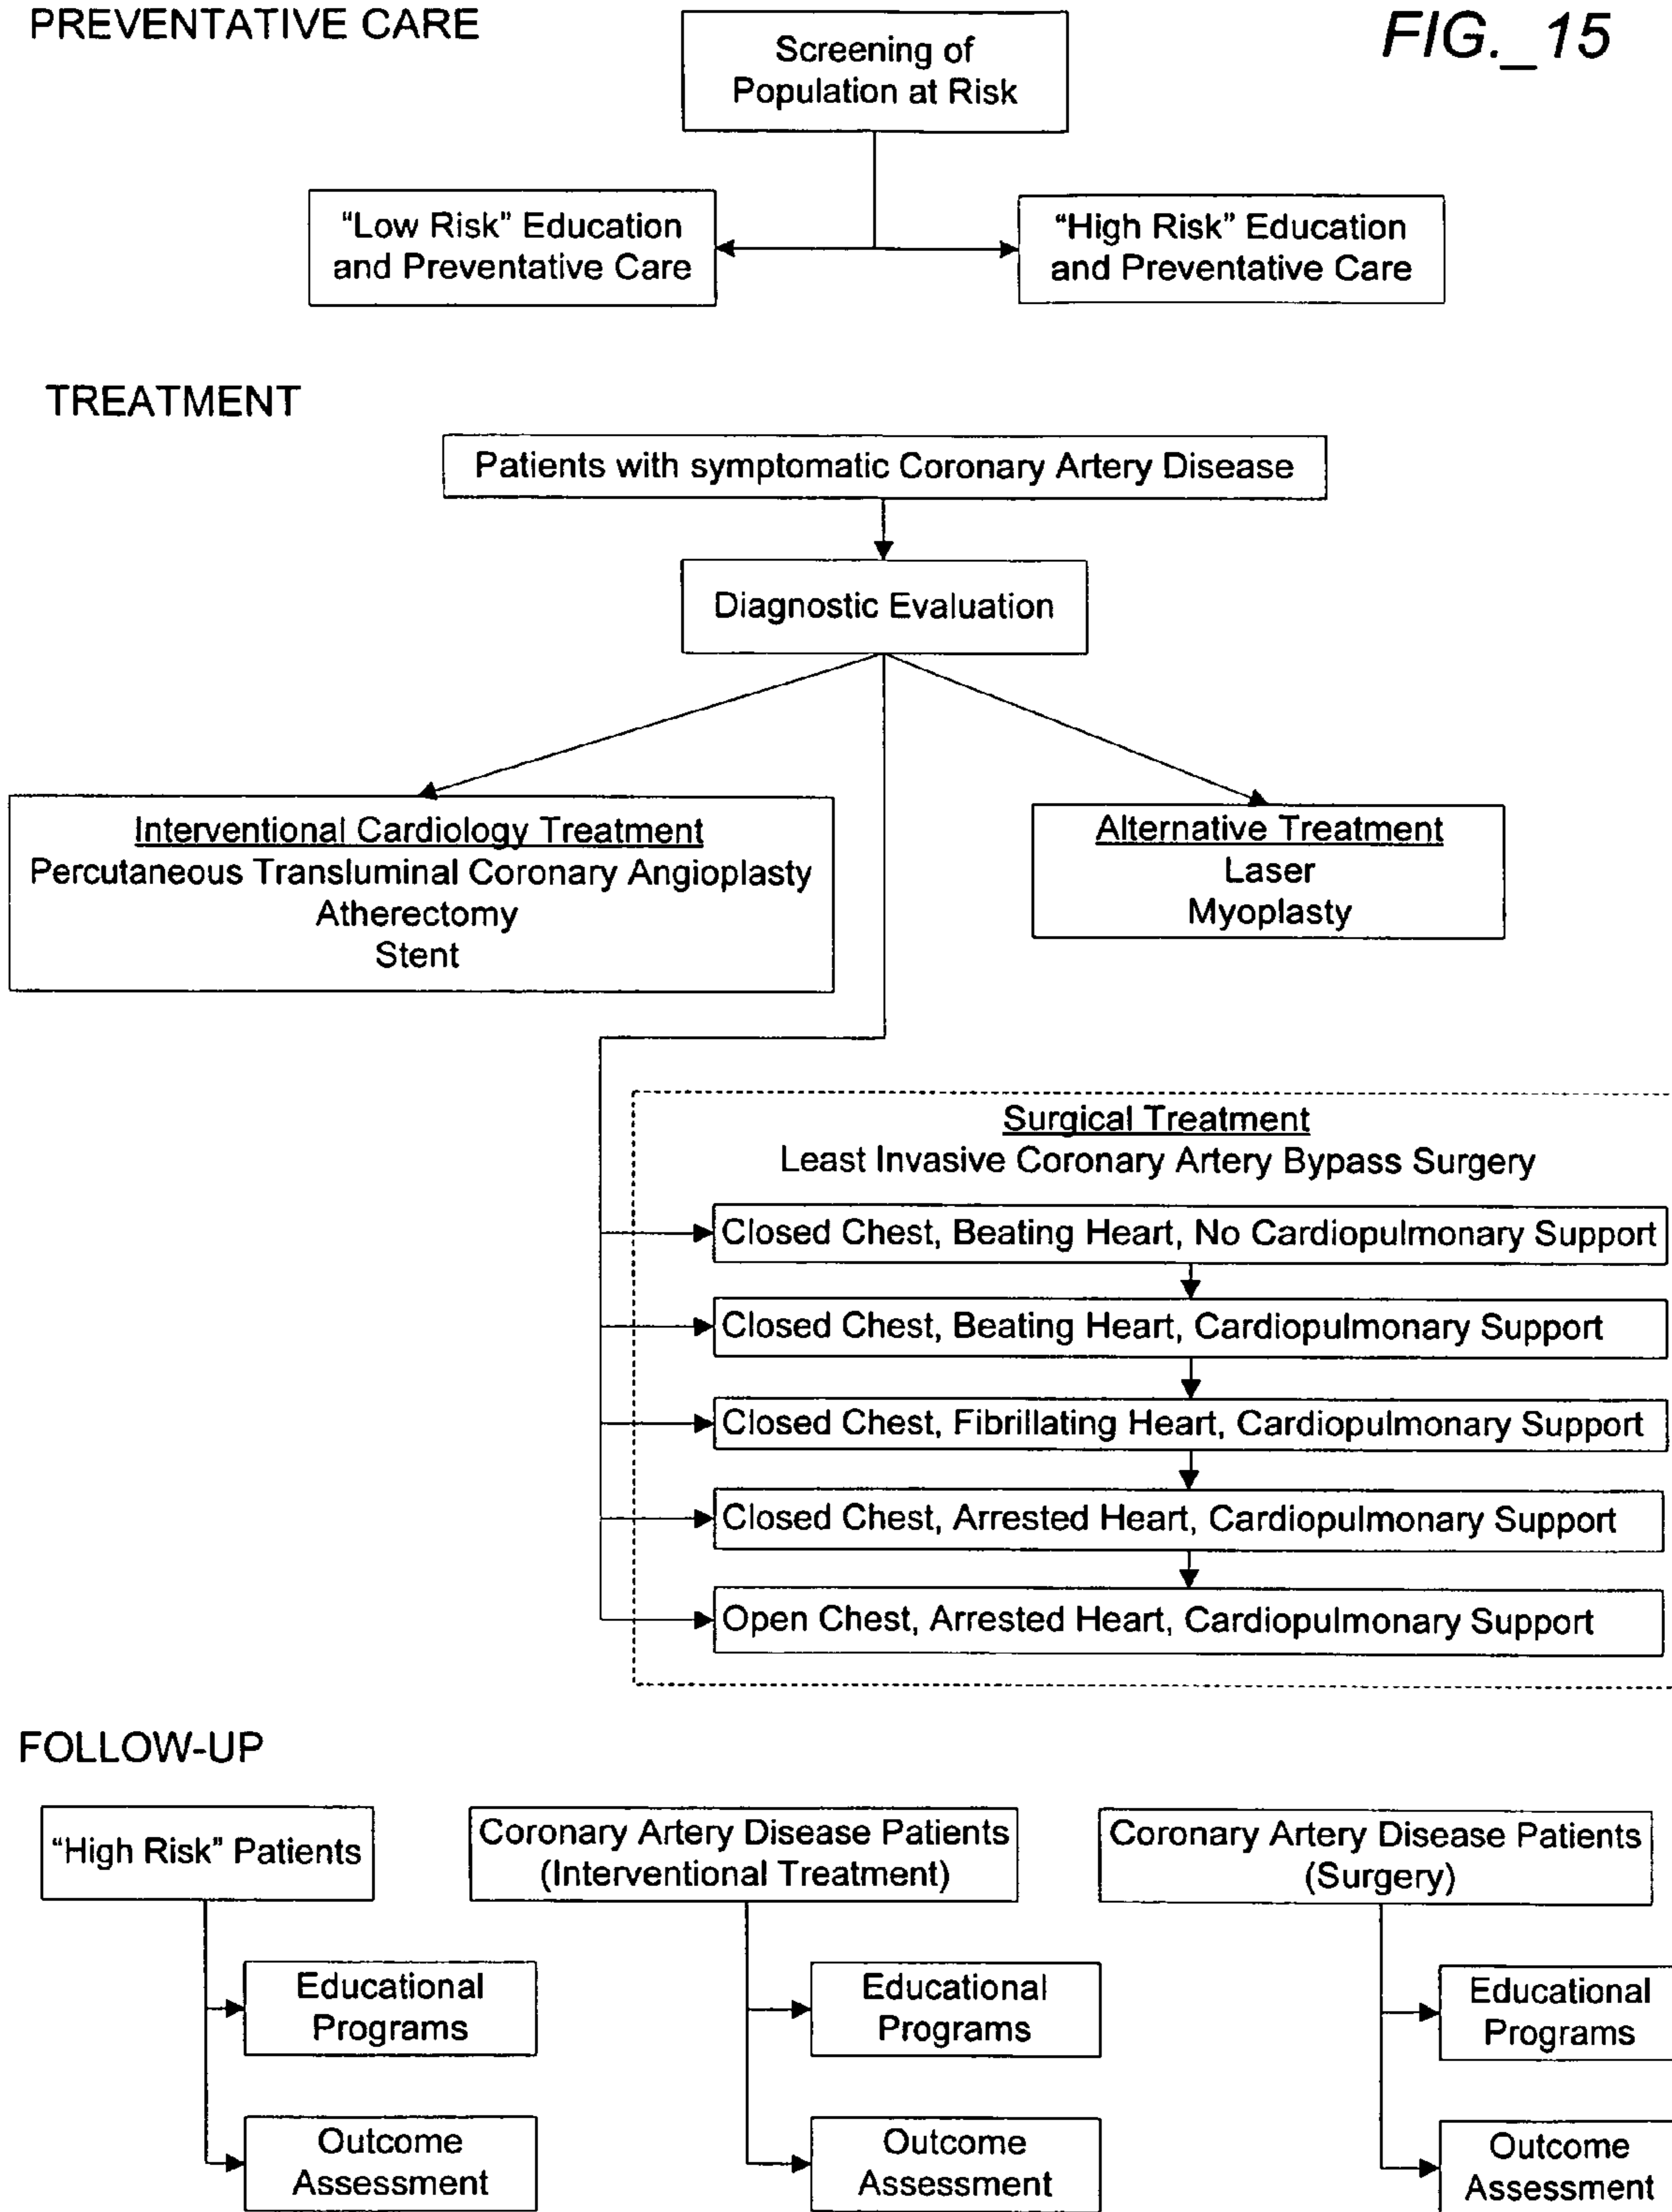 PREVENTATIVE CARE
FIG._15
Screening of
Population at Risk
“Low Risk” Education
and Preventative Care
“High Risk” Education
and Preventative Care
TREATMENT
Patients with symptomatic Coronary Artery Disease
Diagnostic Evaluation
Interventional Cardiology Treatment
Percutaneous Transluminal Coronary Angioplasty
Atherectomy
Stent
Alternative Treatment
Laser
Myoplasty
Surgical Treatment
Least Invasive Coronary Artery Bypass Surgery
Closed Chest, Beating Heart, No Cardiopulmonary Support
Closed Chest, Beating Heart, Cardiopulmonary Support
Closed Chest, Fibrillating Heart, Cardiopulmonary Support
Closed Chest, Arrested Heart, Cardiopulmonary Support
Open Chest, Arrested Heart, Cardiopulmonary Support
FOLLOW-UP
“High Risk” Patients
Educational
Programs
Outcome
Assessment
Coronary Artery Disease Patients
(Interventional Treatment)
Educational
Programs
Outcome
Assessment
Coronary Artery Disease Patients
(Surgery)
Educational
Programs
Outcome
Assessment